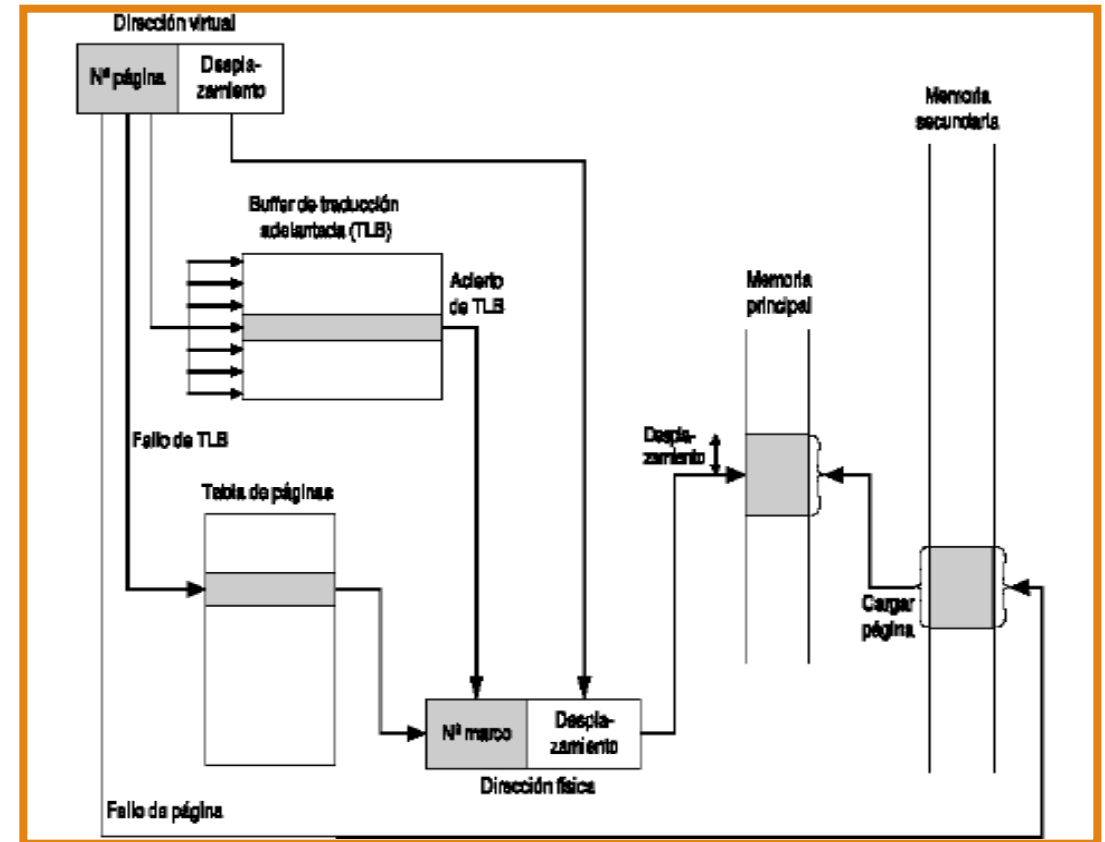 Dirección virtual
Nº página
Despla-
zamiento
Memoria
secundaria
Buffer de traducción
adelantada (TLB)
Acierto
de TLB
Memoria
principal
Fallo de TLB
Despla-
zamiento
Tabla de páginas
Cargar
página
Nº marco
Despla-
zamiento
Dirección física
Fallo de página